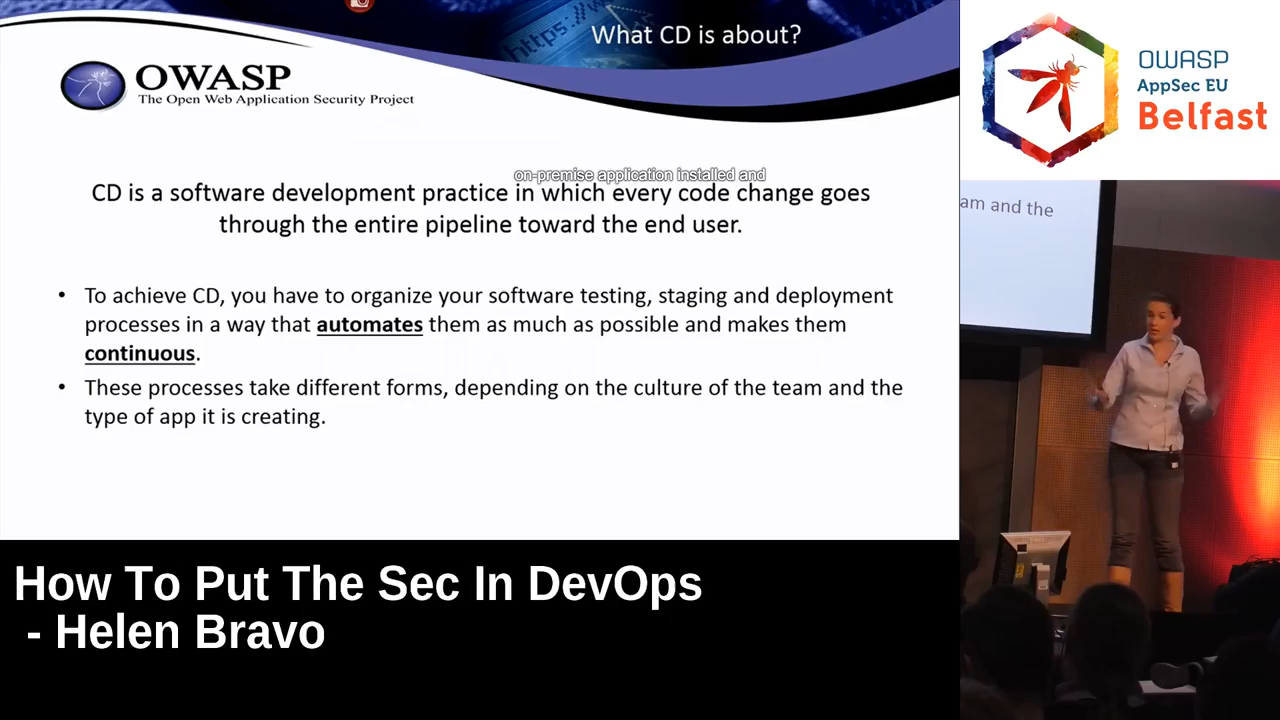 https:
What CD is about?
OWASP
The Open Web Application Security Project
on-premise application installed and
CD is a software development practice in which every code change goes
through the entire pipeline toward the end user.
• To achieve CD, you have to organize your software testing, staging and deployment
processes in a way that automates them as much as possible and makes them
continuous.
• These processes take different forms, depending on the culture of the team and the
type of app it is creating.
OWASP
AppSec EU
Belfast
am and the
How To Put The Sec In DevOps
- Helen Bravo